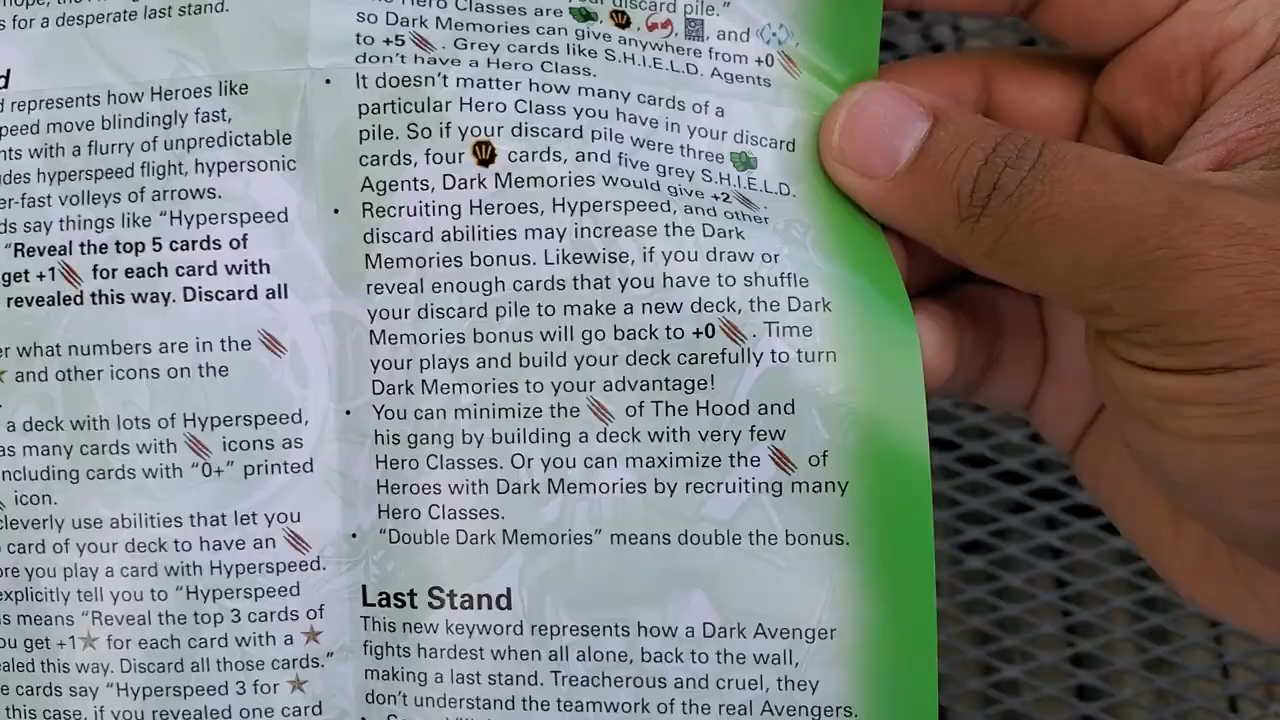 s for a desperate last stand.
d
d represents how Heroes like
peed move blindingly fast,
nts with a flurry of unpredictable
des hyperspeed flight, hypersonic
er-fast volleys of arrows.
ds say things like “Hyperspeed
“Reveal the top 5 cards of
get +1 for each card with
revealed this way. Discard all
er what numbers are in the
and other icons on the
a deck with lots of Hyperspeed,
as many cards with icons as
ncluding cards with “0+” printed
icon.
cleverly use abilities that let you
card of your deck to have an
ore you play a card with Hyperspeed.
explicitly tell you to “Hyperspeed
s means “Reveal the top 3 cards of
ou get +1 for each card with a
ealed this way. Discard all those cards.”
e cards say “Hyperspeed 3 for
this case, if you revealed one card
discard pile.”
Hero Classes are , , , , and ,
so Dark Memories can give anywhere from +0
to +5 . Grey cards like S.H.I.E.L.D. Agents
don’t have a Hero Class.
• It doesn’t matter how many cards of a
particular Hero Class you have in your discard
pile. So if your discard pile were three
cards, four cards, and five grey S.H.I.E.L.D.
Agents, Dark Memories would give +2 .
• Recruiting Heroes, Hyperspeed, and other
discard abilities may increase the Dark
Memories bonus. Likewise, if you draw or
reveal enough cards that you have to shuffle
your discard pile to make a new deck, the Dark
Memories bonus will go back to +0 . Time
your plays and build your deck carefully to turn
Dark Memories to your advantage!
• You can minimize the of The Hood and
his gang by building a deck with very few
Hero Classes. Or you can maximize the of
Heroes with Dark Memories by recruiting many
Hero Classes.
• “Double Dark Memories” means double the bonus.
Last Stand
This new keyword represents how a Dark Avenger
fights hardest when all alone, back to the wall,
making a last stand. Treacherous and cruel, they
don’t understand the teamwork of the real Avengers.